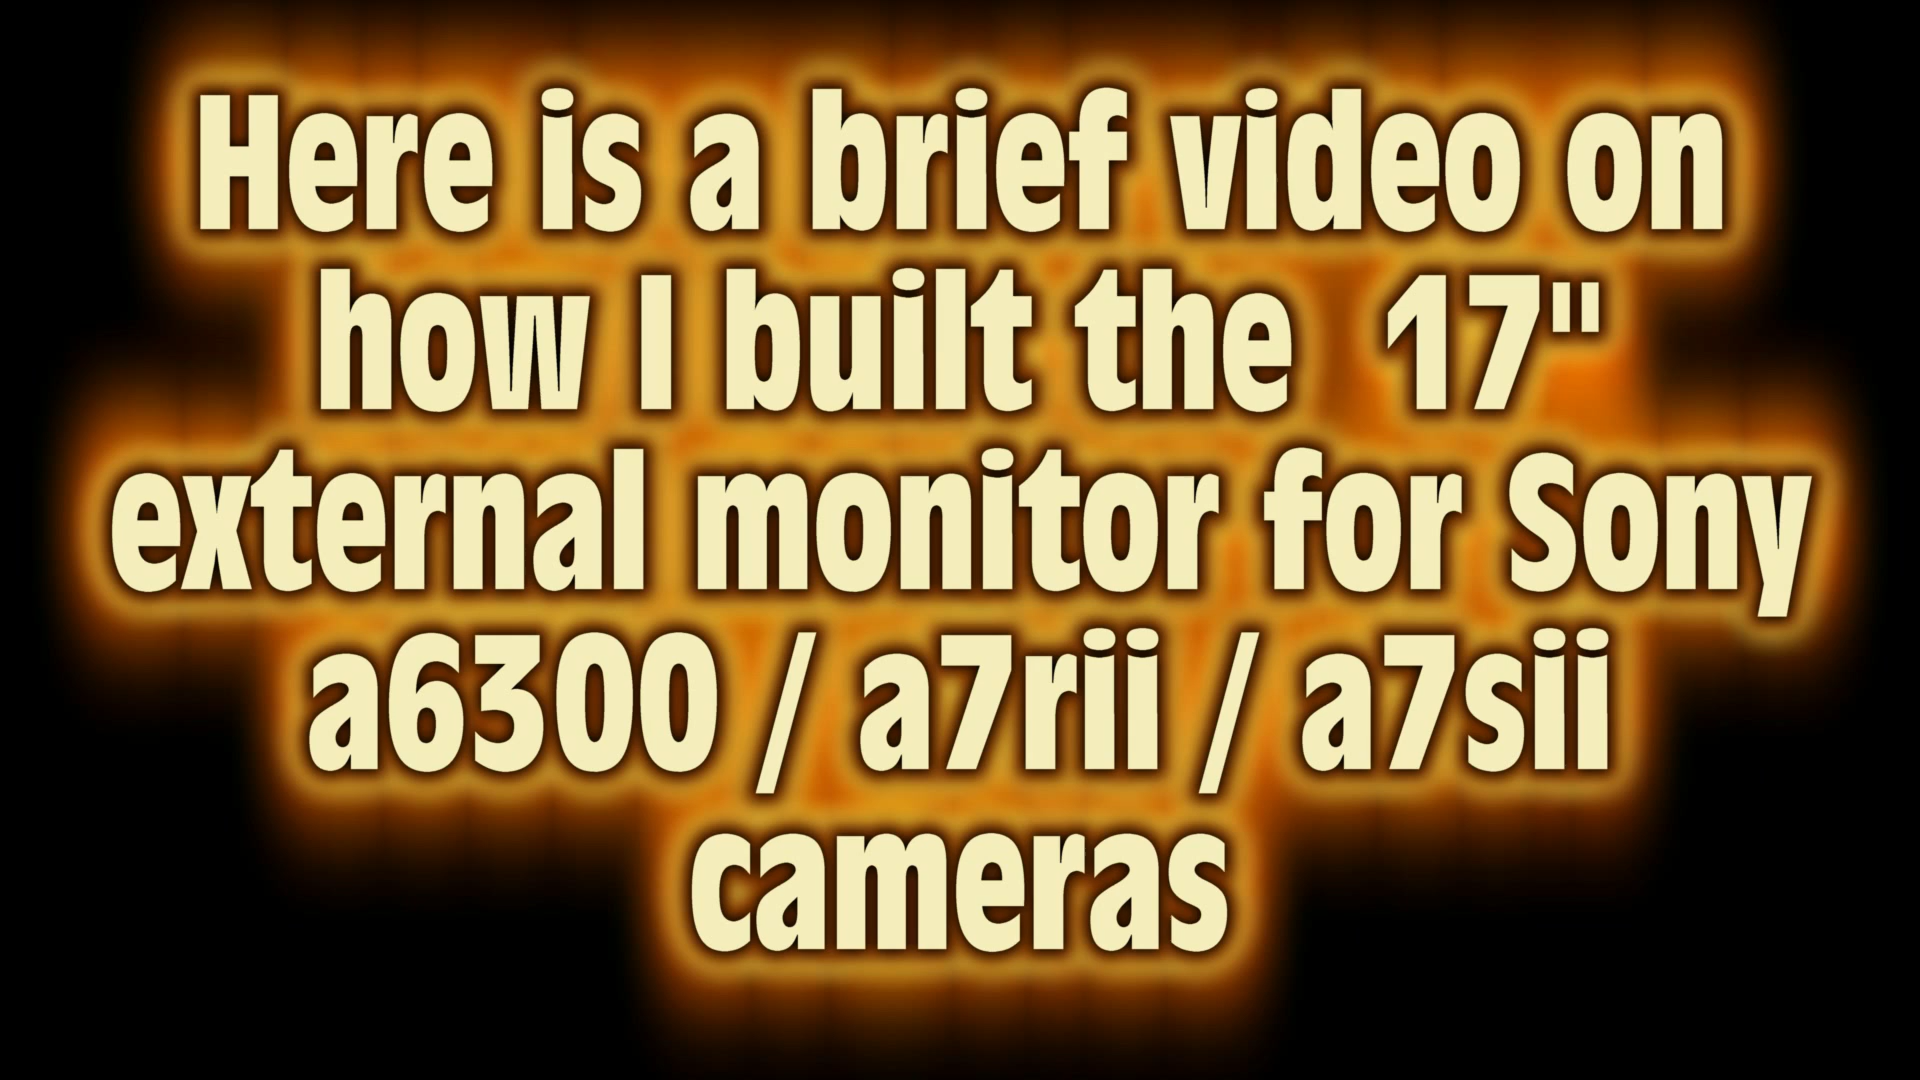 Here is a brief video on
how I built the  17"
external monitor for Sony
a6300 / a7rii / a7sii
cameras